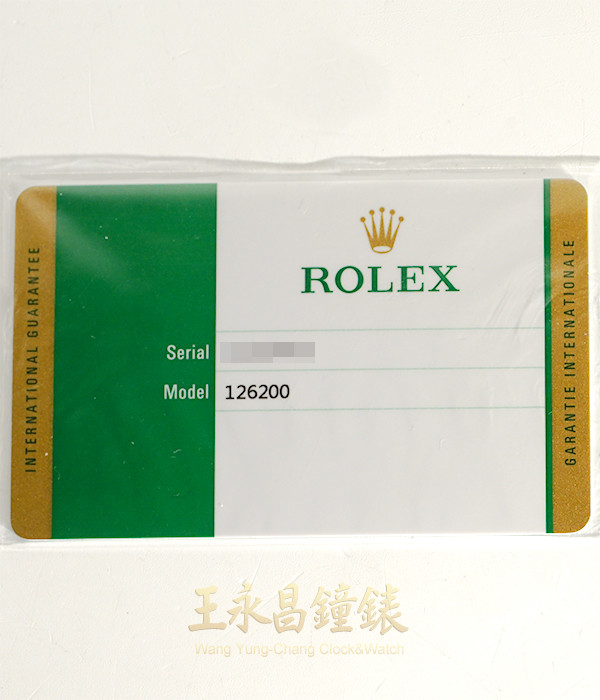 INTERNATIONAL GUARANTEE
ROLEX
Serial
Model 126200
GARANTIE INTERNATIONALE
王永昌鐘錶
Wang Yung-Chang Clock&Watch